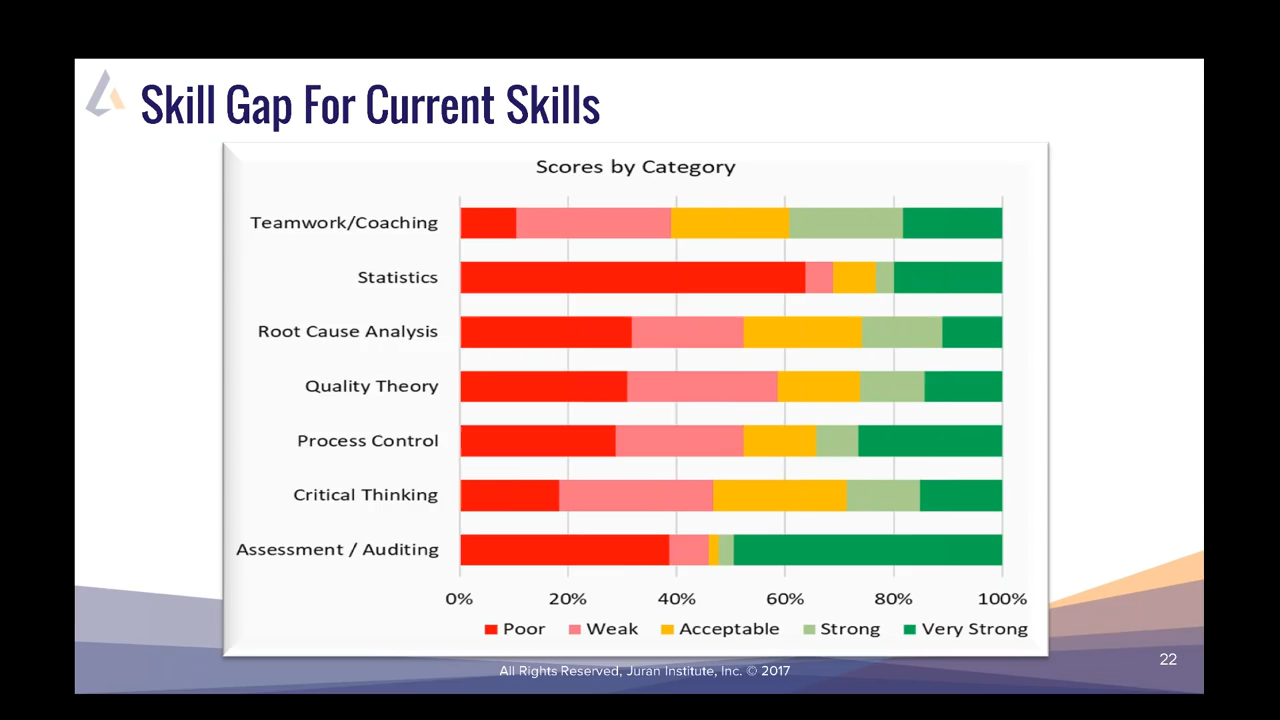 Skill Gap For Current Skills
Scores by Category
Teamwork/Coaching
Statistics
Root Cause Analysis
Quality Theory
Process Control
Critical Thinking
Assessment / Auditing
0% 20% 40% 60% 80% 100%
Poor Weak Acceptable Strong Very Strong
All Rights Reserved, Juran Institute, Inc. © 2017
22